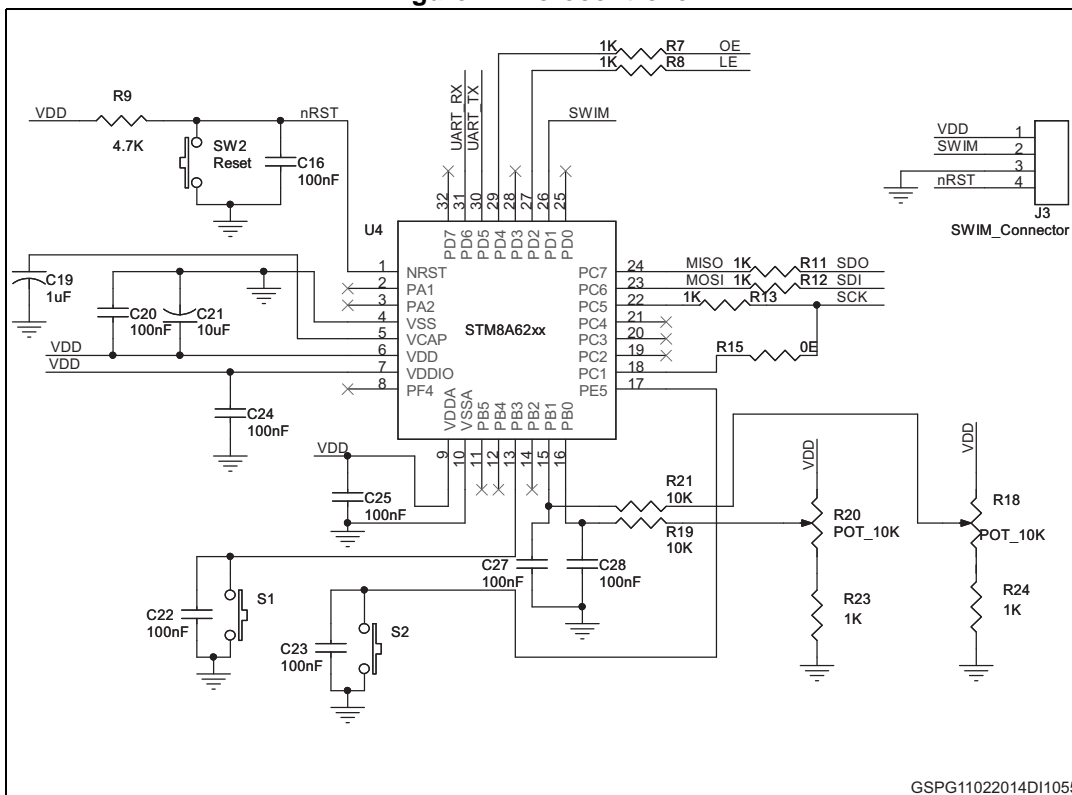 1K R7 OE
1K R8 LE
UART_RX
UART_TX
SWIM
VDD
R9
4.7K
nRST
SW2
Reset
C16
100nF
VDD 1
SWIM 2
3
nRST 4
J3
SWIM_Connector
32 31 30 29 28 27 26 25
PD7 PD6 PD5 PD4 PD3 PD2 PD1 PD0
U4
STM8A62xx
1 NRST
2 PA1
3 PA2
4 VSS
5 VCAP
6 VDD
7 VDDIO
8 PF4
PC7 24 MISO 1K R11 SDO
PC6 23 MOSI 1K R12 SDI
PC5 22 1K R13 SCK
PC4 21
PC3 20
PC2 19
PC1 18
PE5 17
R15 0E
C19
1uF
C20
100nF
C21
10uF
VDD
VDD
C24
100nF
VDDA VSSA PB5 PB4 PB3 PB2 PB1 PB0
9 10 11 12 13 14 15 16
VDD
C25
100nF
R21
10K
R19
10K
VDD
R20
POT_10K
VDD
R18
POT_10K
C27
100nF
C28
100nF
R23
1K
R24
1K
C22
100nF
S1
C23
100nF
S2
GSPG11022014DI1055